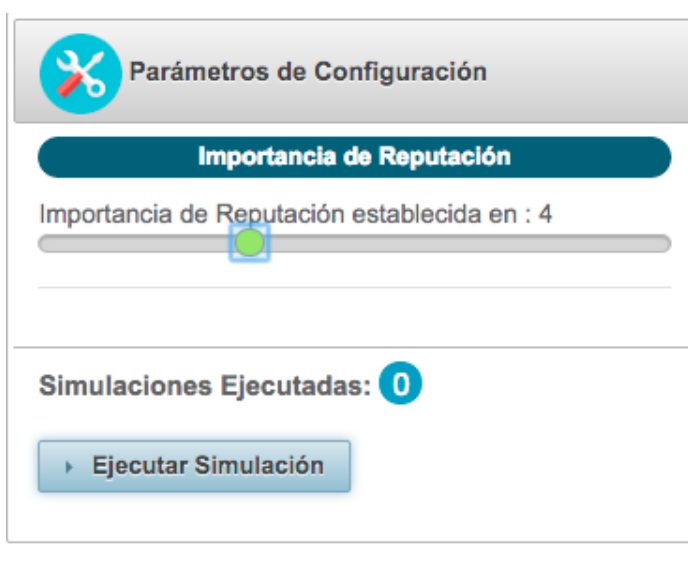 Parámetros de Configuración
Importancia de Reputación
Importancia de Reputación establecida en : 4
Simulaciones Ejecutadas: 0
Ejecutar Simulación